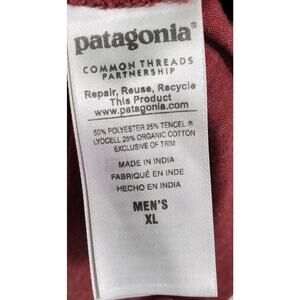 patagonia®
COMMON THREADS
PARTNERSHIP
Repair, Reuse, Recycle
This Product
www.patagonia.com
50% POLYESTER 25% TENCEL®
LYOCELL 25% ORGANIC COTTON
EXCLUSIVE OF TRIM
MADE IN INDIA
FABRIQUÉ EN INDE
HECHO EN INDIA
MEN'S
XL